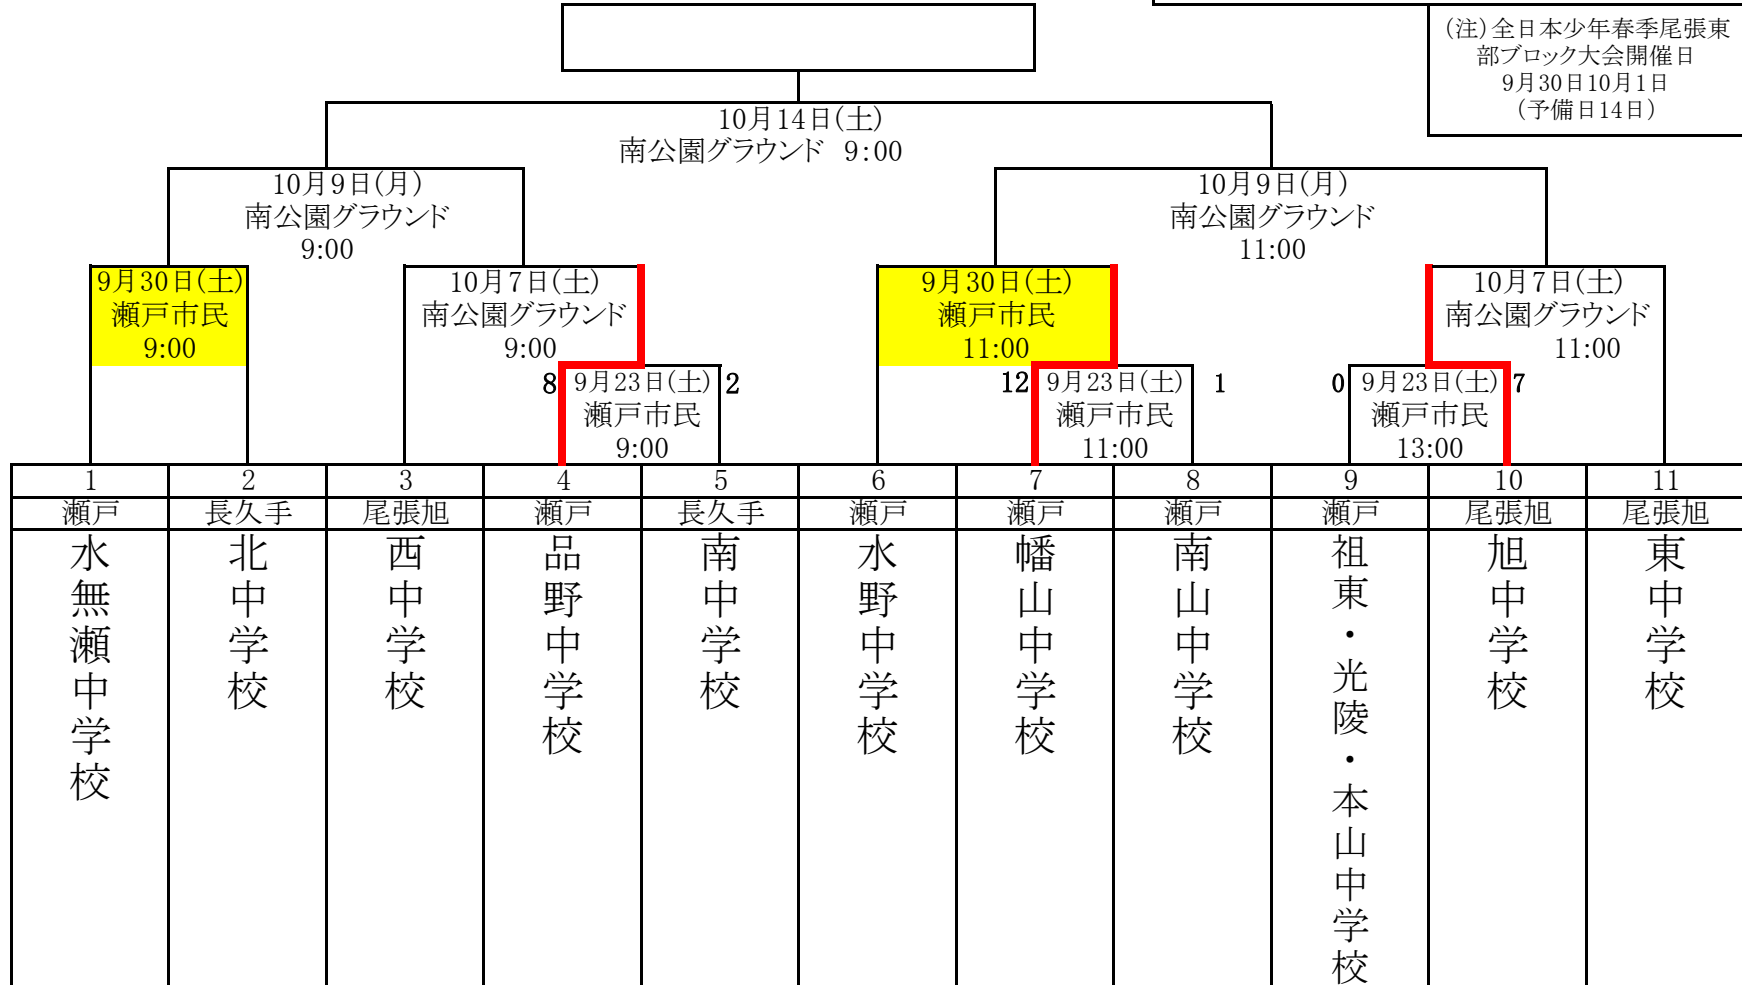 (注)全日本少年春季尾張東
部ブロック大会開催日
9月30日10月1日
(予備日14日)
10月14日(土)
南公園グラウンド 9:00
10月9日(月)
南公園グラウンド
9:00
10月9日(月)
南公園グラウンド
11:00
9月30日(土)
瀬戸市民
9:00
10月7日(土)
南公園グラウンド
9:00
9月30日(土)
瀬戸市民
11:00
10月7日(土)
南公園グラウンド
11:00
8
9月23日(土)
瀬戸市民
9:00
2
12
9月23日(土)
瀬戸市民
11:00
1
0
9月23日(土)
瀬戸市民
13:00
7
1 2 3 4 5 6 7 8 9 10 11
瀬戸 長久手 尾張旭 瀬戸 長久手 瀬戸 瀬戸 瀬戸 瀬戸 尾張旭 尾張旭
水無瀬中学校
北中学校
西中学校
品野中学校
南中学校
水野中学校
幡山中学校
南山中学校
祖東・光陵・本山中学校
旭中学校
東中学校